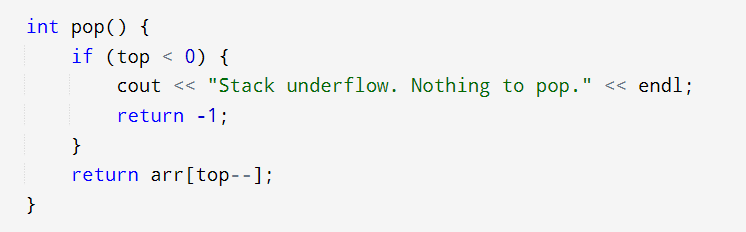 int pop() {
    if (top < 0) {
        cout << "Stack underflow. Nothing to pop." << endl;
        return -1;
    }
    return arr[top--];
}